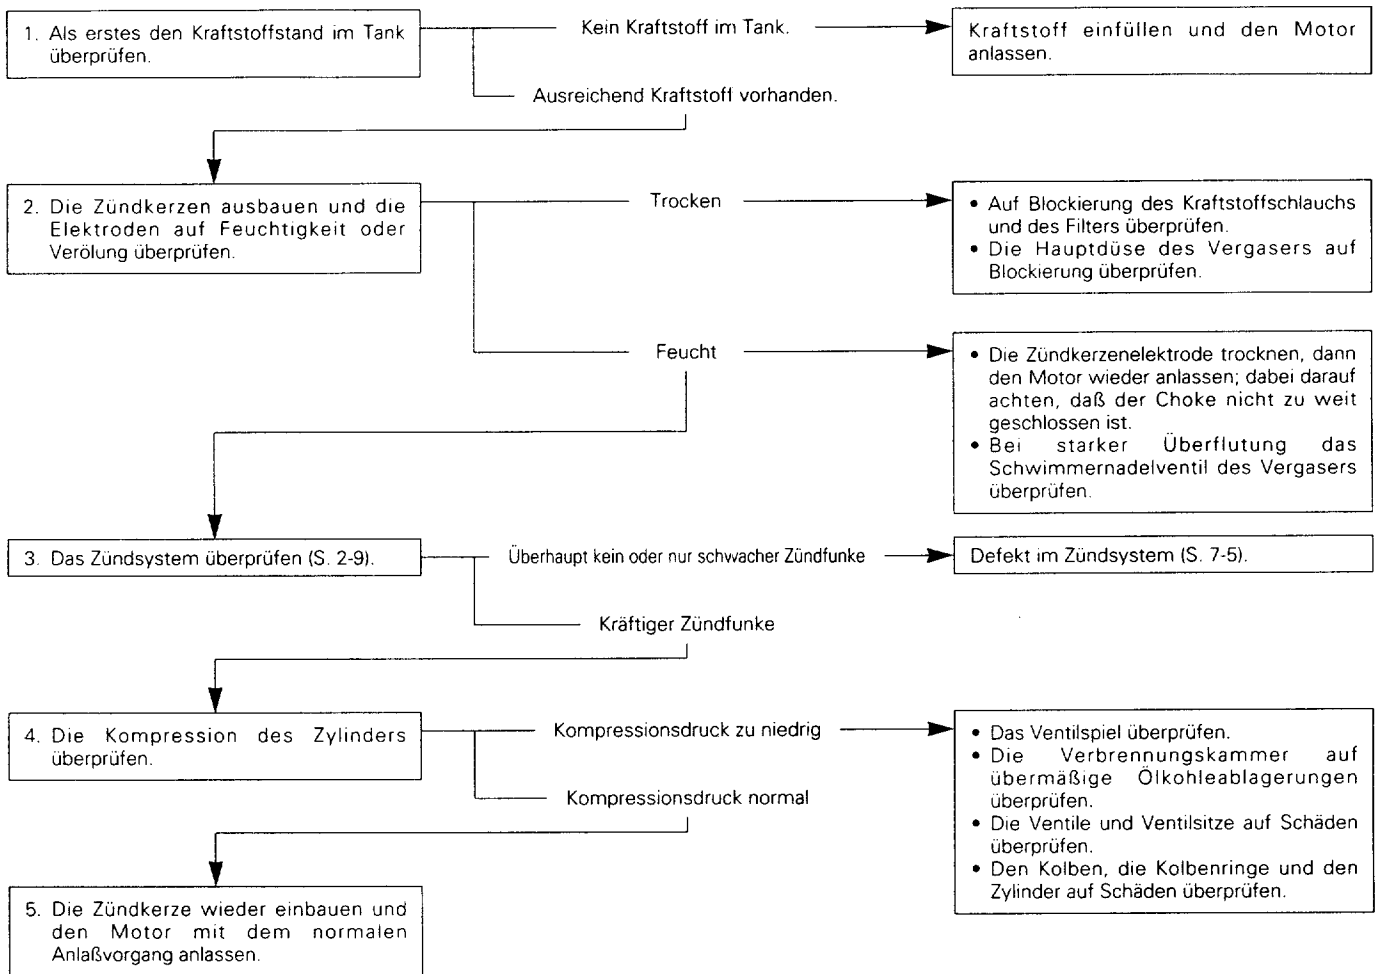 1. Als erstes den Kraftstoffstand im Tank
überprüfen.
Kein Kraftstoff im Tank.
Kraftstoff einfüllen und den Motor
anlassen.
Ausreichend Kraftstoff vorhanden.
2. Die Zündkerzen ausbauen und die
Elektroden auf Feuchtigkeit oder
Verölung überprüfen.
Trocken
• Auf Blockierung des Kraftstoffschlauchs
und des Filters überprüfen.
• Die Hauptdüse des Vergasers auf
Blockierung überprüfen.
Feucht
• Die Zündkerzenelektrode trocknen, dann
den Motor wieder anlassen; dabei darauf
achten, daß der Choke nicht zu weit
geschlossen ist.
• Bei starker Überflutung das
Schwimmernadelventil des Vergasers
überprüfen.
3. Das Zündsystem überprüfen (S. 2-9).
Überhaupt kein oder nur schwacher Zündfunke
Defekt im Zündsystem (S. 7-5).
Kräftiger Zündfunke
4. Die Kompression des Zylinders
überprüfen.
Kompressionsdruck zu niedrig
• Das Ventilspiel überprüfen.
• Die Verbrennungskammer auf
übermäßige Ölkohleablagerungen
überprüfen.
• Die Ventile und Ventilsitze auf Schäden
überprüfen.
• Den Kolben, die Kolbenringe und den
Zylinder auf Schäden überprüfen.
Kompressionsdruck normal
5. Die Zündkerze wieder einbauen und
den Motor mit dem normalen
Anlaßvorgang anlassen.